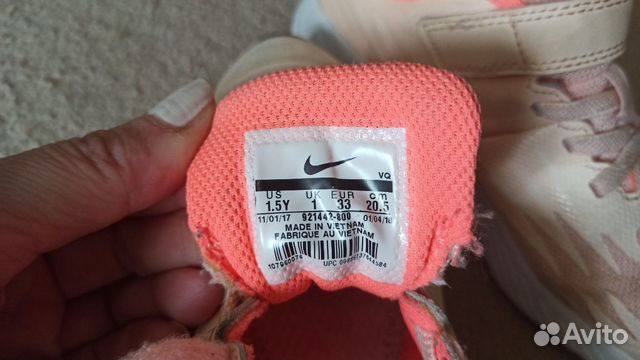 VQ
US UK EUR cm
1.5Y 1 33 20.5
11/01/17 921442-800 01/04/18
MADE IN VIETNAM
FABRIQUE AU VIETNAM
UPC
Avito